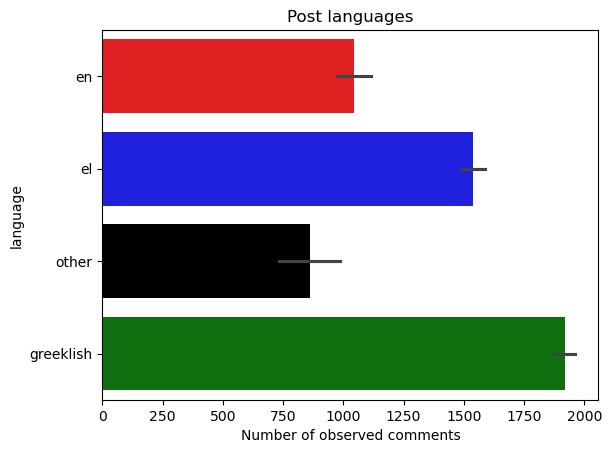 Post languages
language
en
el
other
greeklish
0 250 500 750 1000 1250 1500 1750 2000
Number of observed comments